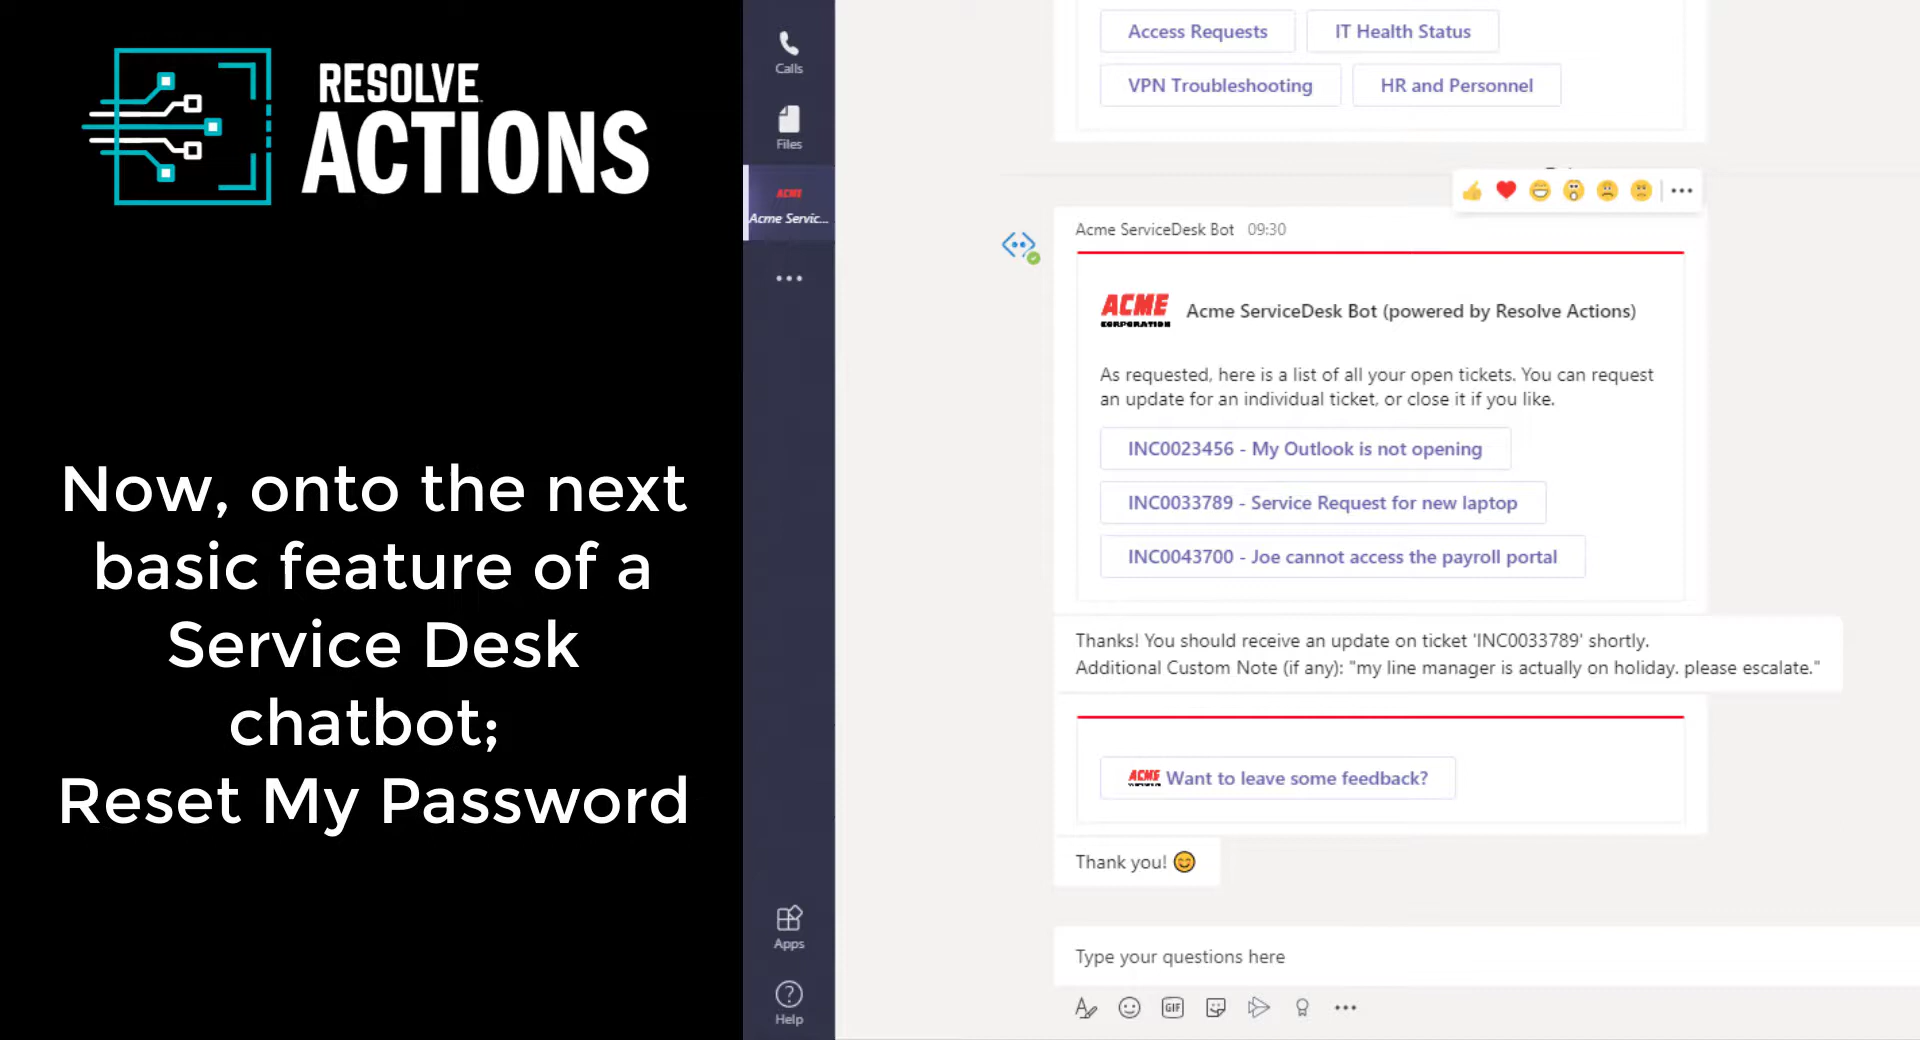 RESOLVE
ACTIONS
Now, onto the next
basic feature of a
Service Desk
chatbot;
Reset My Password
Calls
Files
ACME
Acme Servic...
Apps
Help
Access Requests
IT Health Status
VPN Troubleshooting
HR and Personnel
Acme ServiceDesk Bot 09:30
ACME
CORPORATION
Acme ServiceDesk Bot (powered by Resolve Actions)
As requested, here is a list of all your open tickets. You can request
an update for an individual ticket, or close it if you like.
INC0023456 - My Outlook is not opening
INC0033789 - Service Request for new laptop
INC0043700 - Joe cannot access the payroll portal
Thanks! You should receive an update on ticket 'INC0033789' shortly.
Additional Custom Note (if any): "my line manager is actually on holiday. please escalate."
ACME Want to leave some feedback?
Thank you!
Type your questions here
GIF